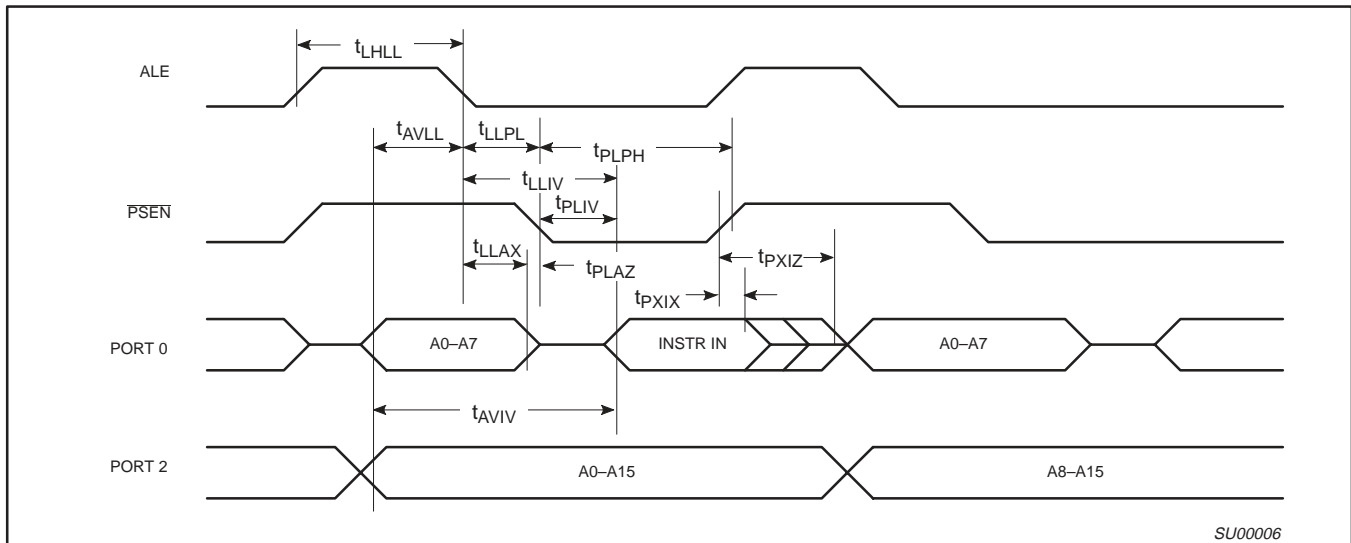 tLHLL
ALE
tAVLL tLLPL
tPLPH
tLLIV
PSEN
tPLIV
tLLAX
tPLAZ
tPXIZ
tPXIX
PORT 0
A0–A7
INSTR IN
A0–A7
tAVIV
PORT 2
A0–A15
A8–A15
SU00006